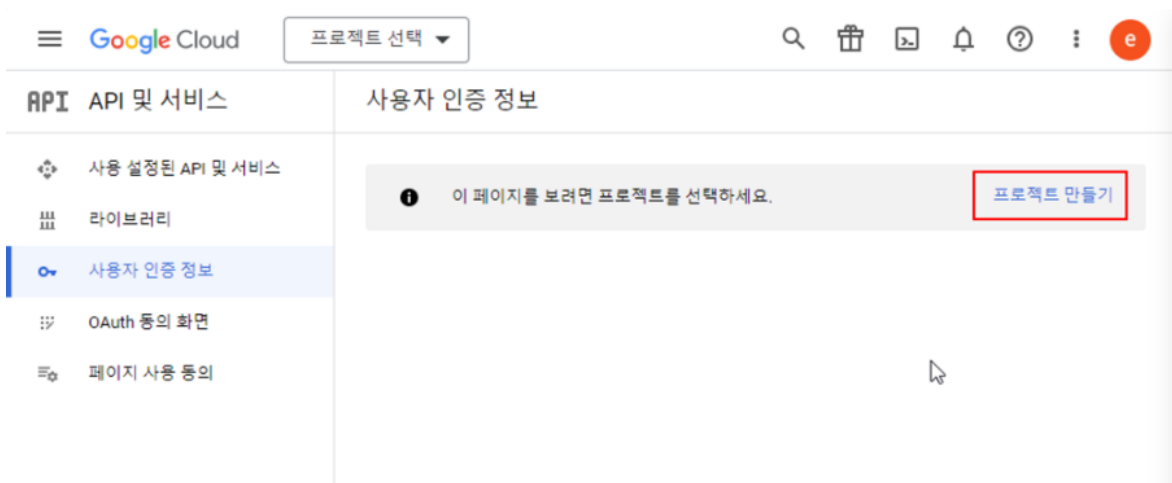 Google Cloud 프로젝트 선택 e
API API 및 서비스
사용자 인증 정보
사용 설정된 API 및 서비스
라이브러리
사용자 인증 정보
OAuth 동의 화면
페이지 사용 동의
이 페이지를 보려면 프로젝트를 선택하세요. 프로젝트 만들기